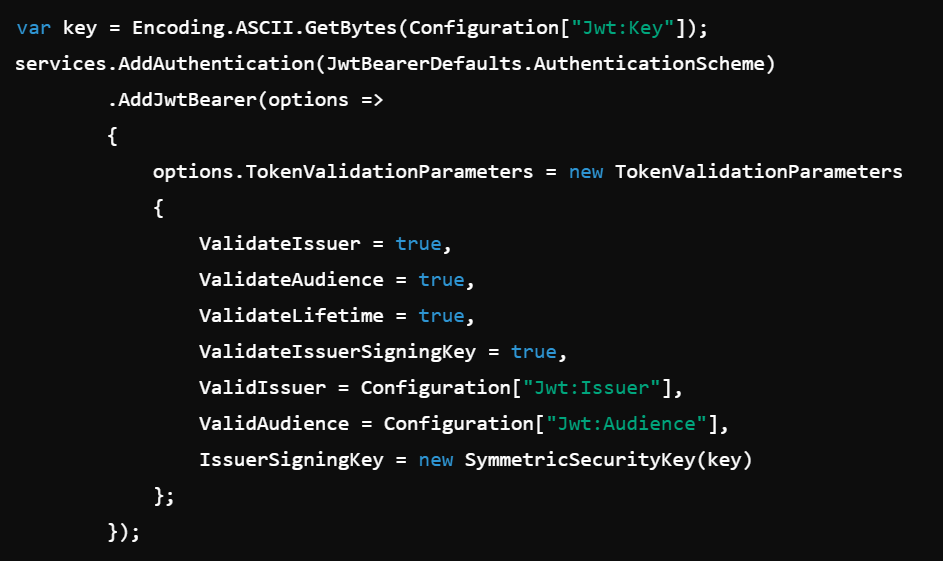 var key = Encoding.ASCII.GetBytes(Configuration["Jwt:Key"]);
services.AddAuthentication(JwtBearerDefaults.AuthenticationScheme)
        .AddJwtBearer(options =>
        {
            options.TokenValidationParameters = new TokenValidationParameters
            {
                ValidateIssuer = true,
                ValidateAudience = true,
                ValidateLifetime = true,
                ValidateIssuerSigningKey = true,
                ValidIssuer = Configuration["Jwt:Issuer"],
                ValidAudience = Configuration["Jwt:Audience"],
                IssuerSigningKey = new SymmetricSecurityKey(key)
            };
        });